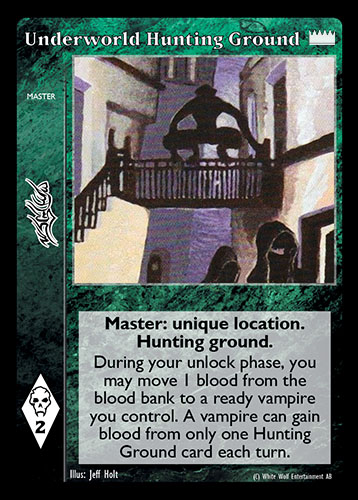 Underworld Hunting Ground
MASTER
Master: unique location.
Hunting ground.
During your unlock phase, you
may move 1 blood from the
blood bank to a ready vampire
you control. A vampire can gain
blood from only one Hunting
Ground card each turn.
2
Illus: Jeff Holt
(C) White Wolf Entertainment AB